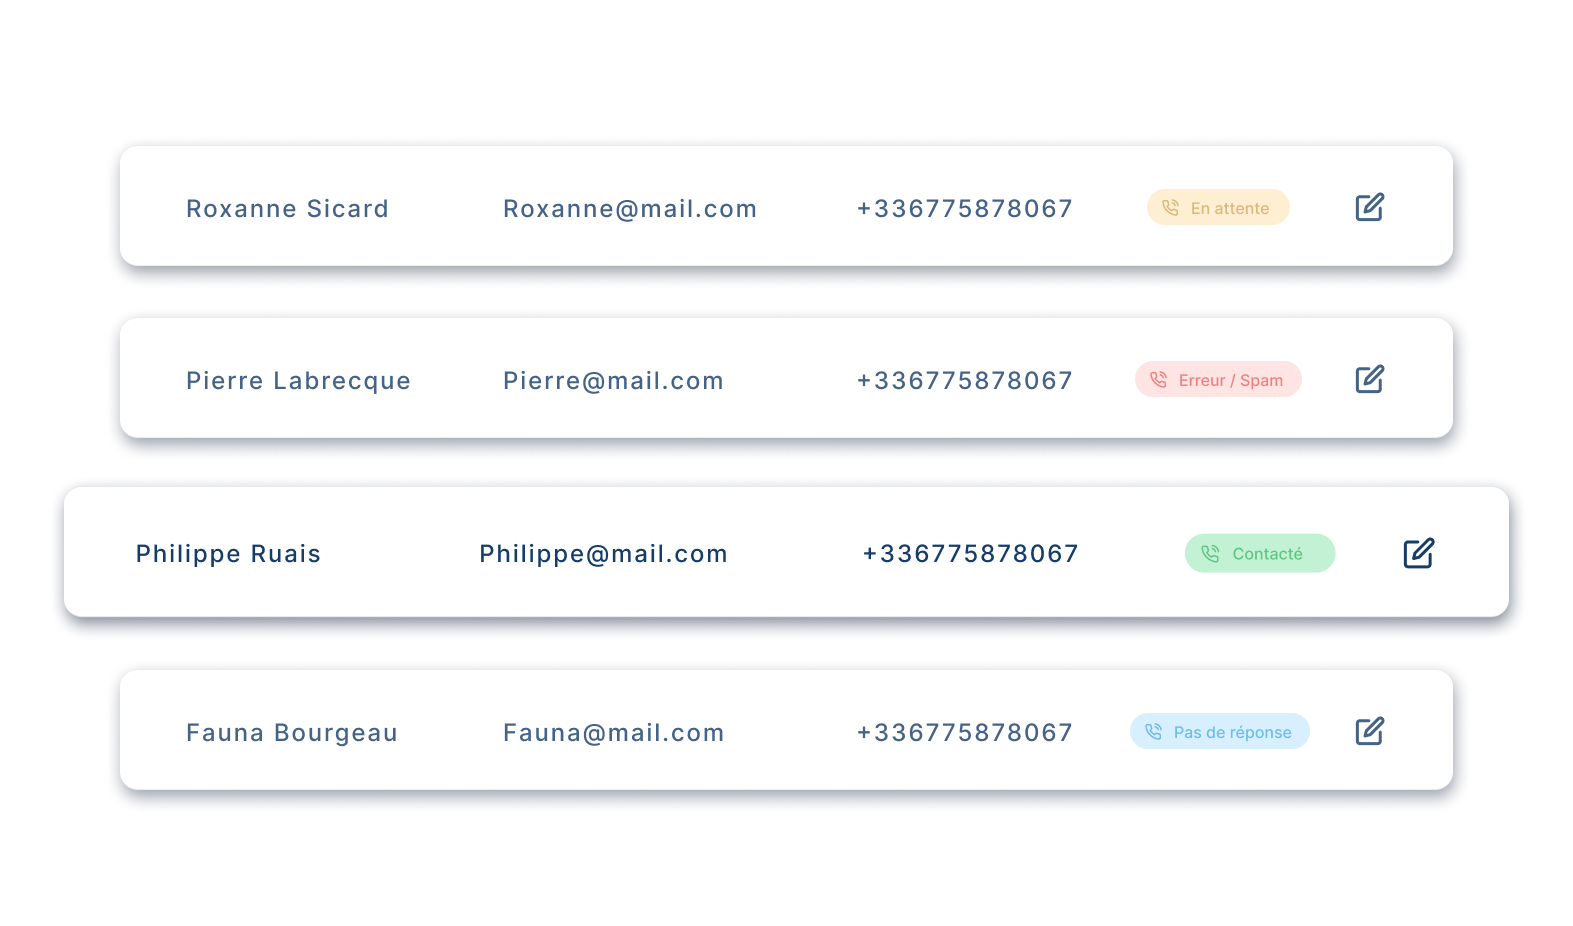 Roxanne Sicard Roxanne@mail.com +336775878067 En attente
Pierre Labrecque Pierre@mail.com +336775878067 Erreur / Spam
Philippe Ruais Philippe@mail.com +336775878067 Contacté
Fauna Bourgeau Fauna@mail.com +336775878067 Pas de réponse